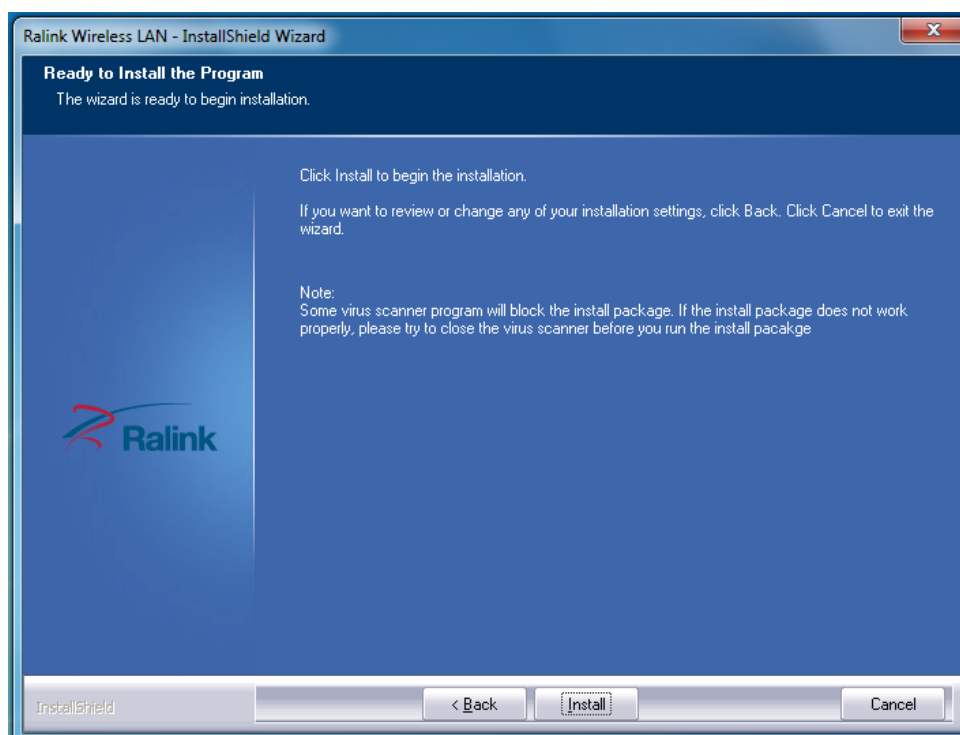 Ralink Wireless LAN - InstallShield Wizard
Ready to Install the Program
The wizard is ready to begin installation.
Click Install to begin the installation.
If you want to review or change any of your installation settings, click Back. Click Cancel to exit the
wizard.
Note:
Some virus scanner program will block the install package. If the install package does not work
properly, please try to close the virus scanner before you run the install pacakge
Ralink
InstallShield
< Back
Install
Cancel